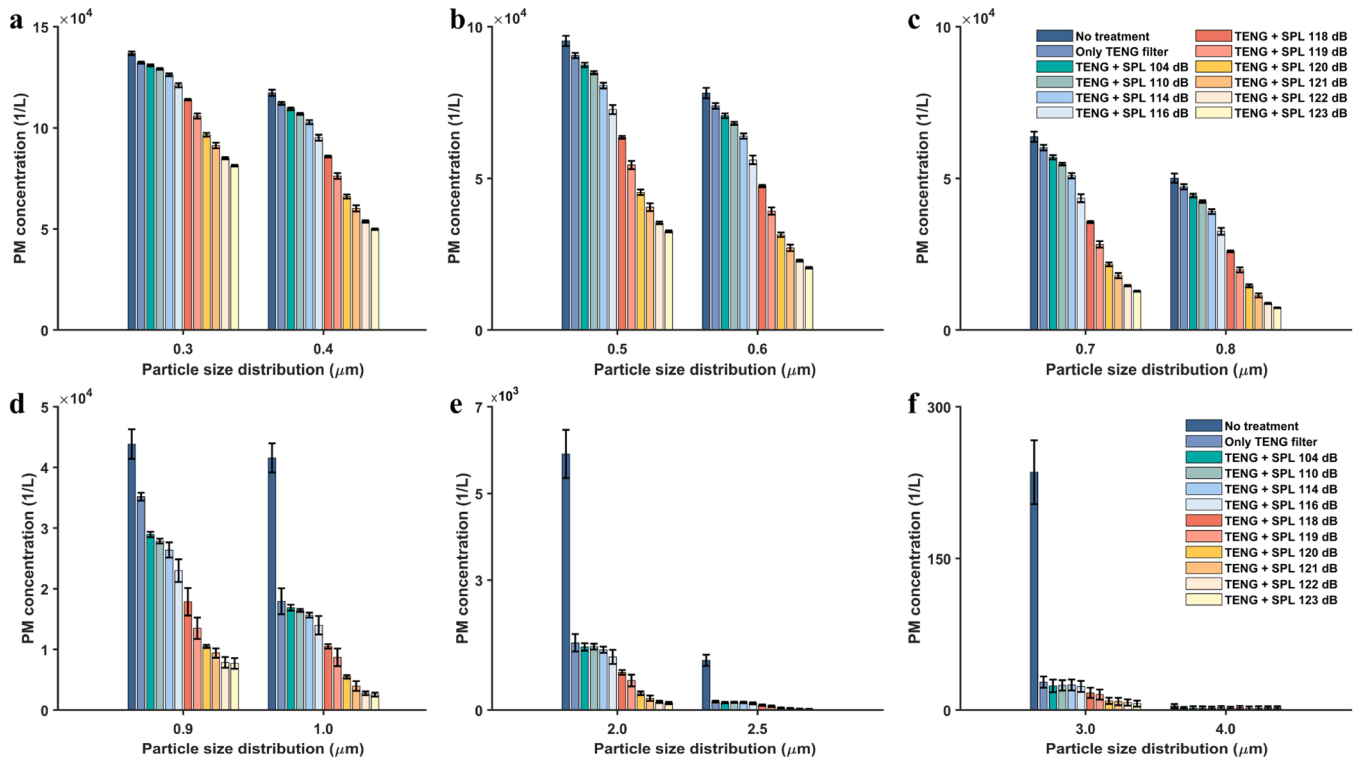 a
×10⁴
15
10
5
0
PM concentration (1/L)
0.3
0.4
Particle size distribution (μm)
b
×10⁴
10
5
0
PM concentration (1/L)
0.5
0.6
Particle size distribution (μm)
c
×10⁴
10
5
0
PM concentration (1/L)
No treatment
Only TENG filter
TENG + SPL 104 dB
TENG + SPL 110 dB
TENG + SPL 114 dB
TENG + SPL 116 dB
TENG + SPL 118 dB
TENG + SPL 119 dB
TENG + SPL 120 dB
TENG + SPL 121 dB
TENG + SPL 122 dB
TENG + SPL 123 dB
0.7
0.8
Particle size distribution (μm)
d
×10⁴
5
4
3
2
1
0
PM concentration (1/L)
0.9
1.0
Particle size distribution (μm)
e
×10³
7
5
3
0
PM concentration (1/L)
2.0
2.5
Particle size distribution (μm)
f
300
150
0
PM concentration (1/L)
No treatment
Only TENG filter
TENG + SPL 104 dB
TENG + SPL 110 dB
TENG + SPL 114 dB
TENG + SPL 116 dB
TENG + SPL 118 dB
TENG + SPL 119 dB
TENG + SPL 120 dB
TENG + SPL 121 dB
TENG + SPL 122 dB
TENG + SPL 123 dB
3.0
4.0
Particle size distribution (μm)